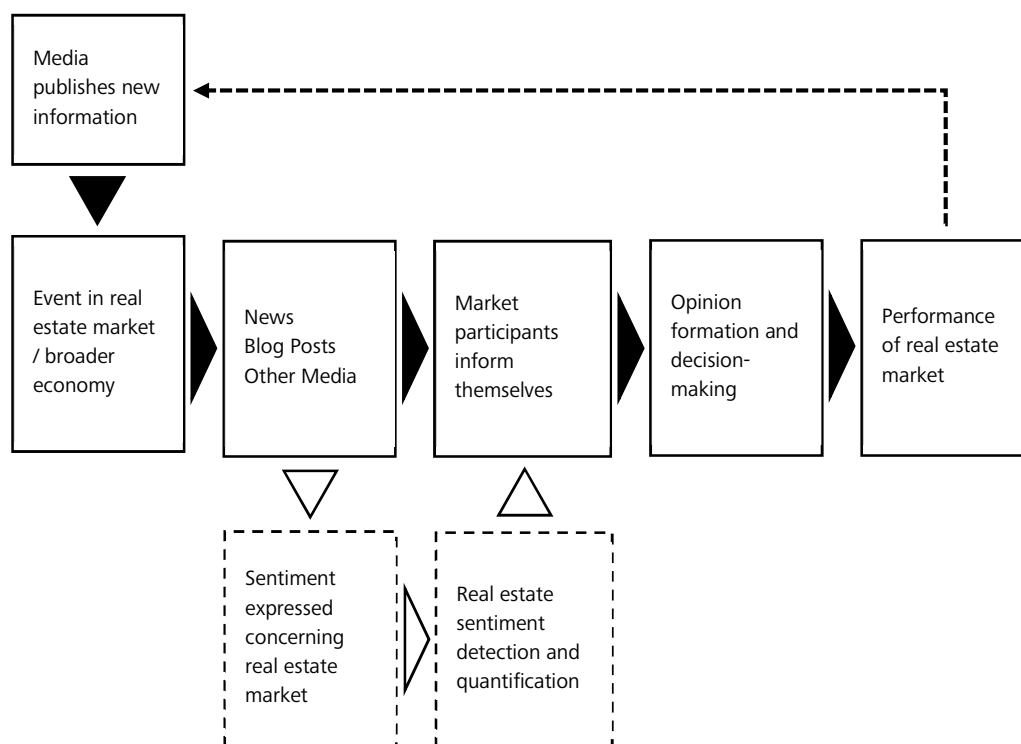 Media
publishes new
information
Event in real
estate market
/ broader
economy
News
Blog Posts
Other Media
Market
participants
inform
themselves
Opinion
formation and
decision-
making
Performance
of real estate
market
Sentiment
expressed
concerning
real estate
market
Real estate
sentiment
detection and
quantification